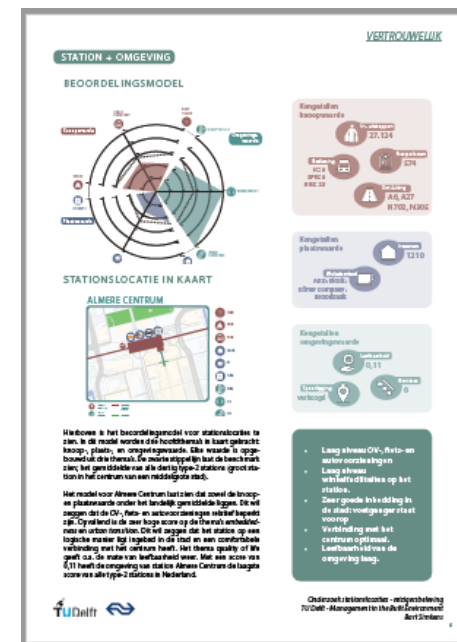 VERTROUWELIJK
STATION + OMGEVING
BEOORDELINGSMODEL
Kengetallen
knoopwaarde
27.124
574
A6, A27
N702, N305
Kengetallen
plaatswaarde
1210
Kengetallen
omgevingswaarde
0,11
0
STATIONSLOCATIE IN KAART
ALMERE CENTRUM
Hierboven is het beoordelingsmodel voor stationslocaties te
zien. In dit model worden drie hoofdthema's in kaart gebracht:
knoop-, plaats-, en omgevingswaarde. Elke waarde is opge-
bouwd uit drie thema's. De zwarte stippellijn laat de benchmark
zien; het gemiddelde van alle dertig type-2 stations (groot sta-
tion in het centrum van een middelgrote stad).
Het model voor Almere Centrum laat zien dat zowel de knoop-
en plaatswaarde onder het landelijk gemiddelde liggen. Dit wil
zeggen dat de OV-, fiets- en autovoorzieningen relatief beperkt
zijn. Opvallend is de zeer hoge score op de thema's embedded-
ness en urban transition. Dit wil zeggen dat het station op een
logische manier ligt ingebed in de stad en een comfortabele
verbinding met het centrum heeft. Het thema quality of life
geeft o.a. de mate van leefbaarheid weer. Met een score van
0,11 heeft de omgeving van station Almere Centrum de laagste
score van alle type-2 stations in Nederland.
• Laag niveau OV-, fiets- en
autovoorzieningen
• Laag niveau
winkelfaciliteiten op het
station.
• Zeer goede inbedding in
de stad: voetganger staat
voorop
• Verbinding met het
centrum optimaal.
• Leefbaarheid van de
omgeving laag.
TU Delft
Onderzoek stationslocaties - reizigersbeleving
TU Delft - Management in the Built Environment
Bart Simkens